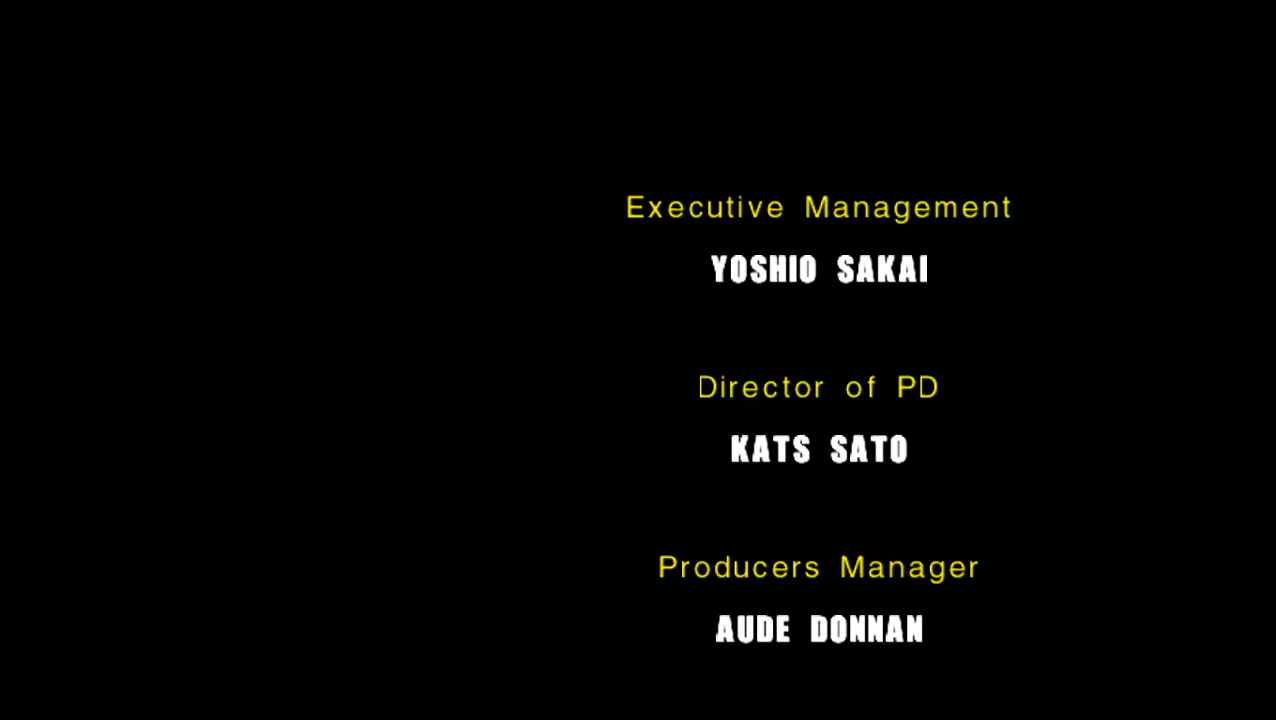 Executive Management
YOSHIO SAKAI
Director of PD
KATS SATO
Producers Manager
AUDE DONNAN